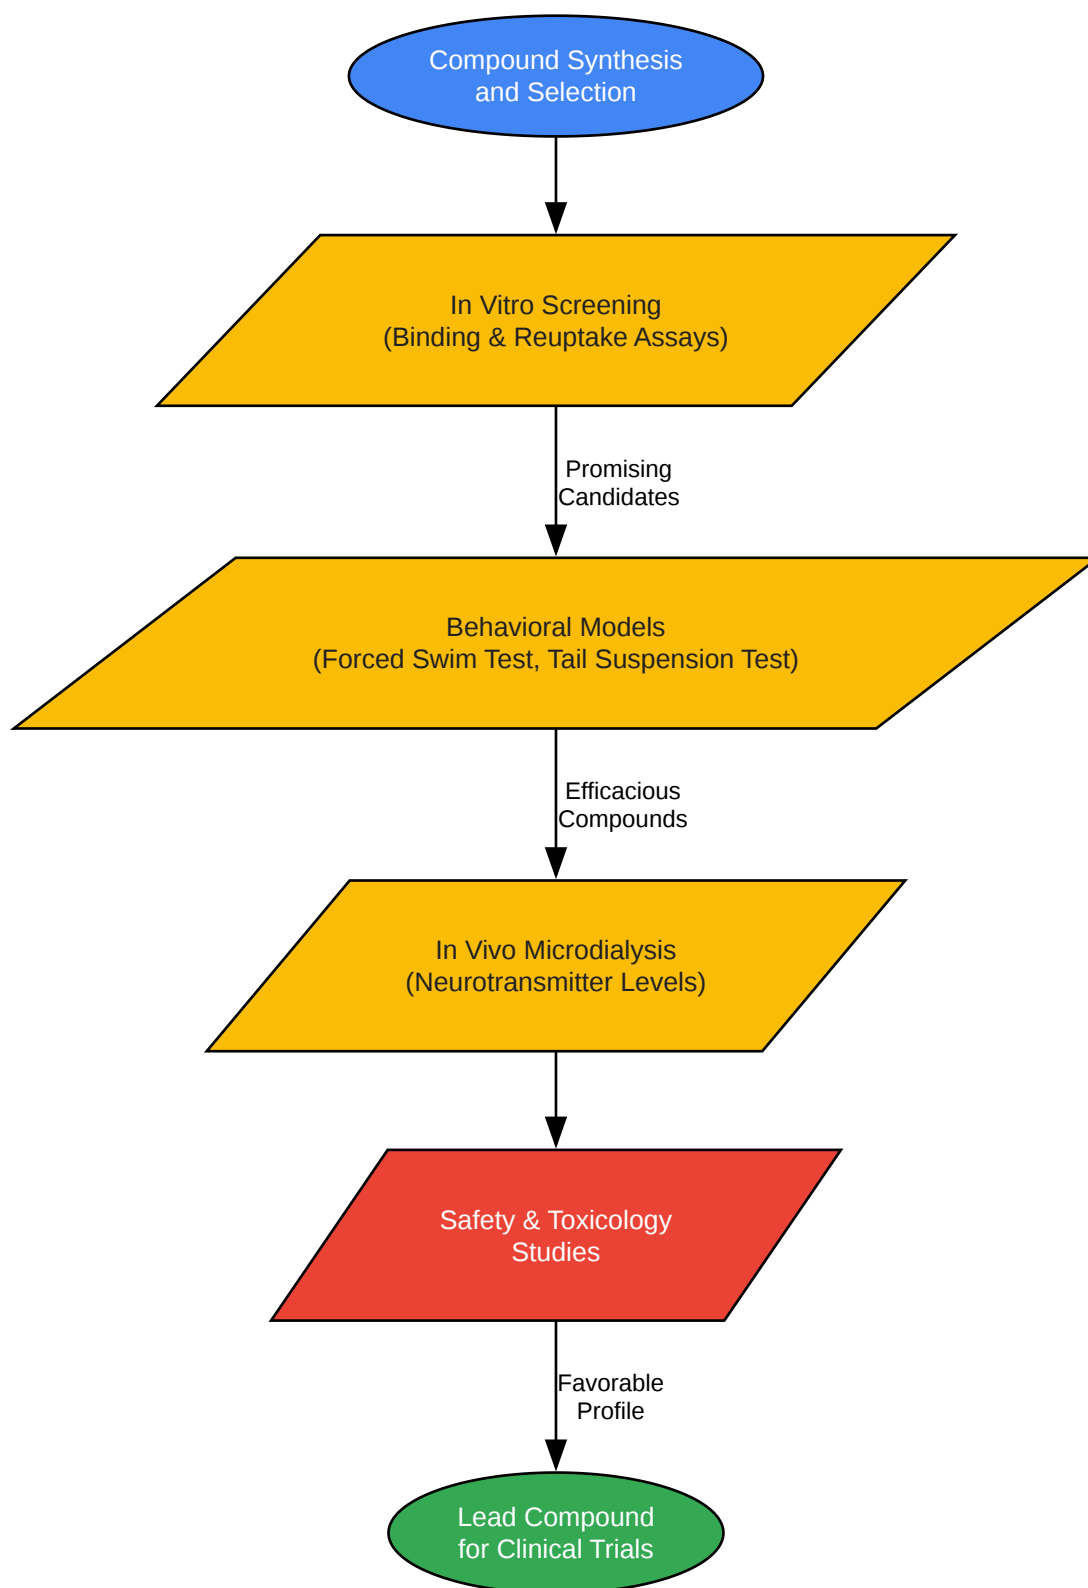 Compound Synthesis
and Selection
In Vitro Screening
(Binding & Reuptake Assays)
Promising
Candidates
Behavioral Models
(Forced Swim Test, Tail Suspension Test)
Efficacious
Compounds
In Vivo Microdialysis
(Neurotransmitter Levels)
Safety & Toxicology
Studies
Favorable
Profile
Lead Compound
for Clinical Trials